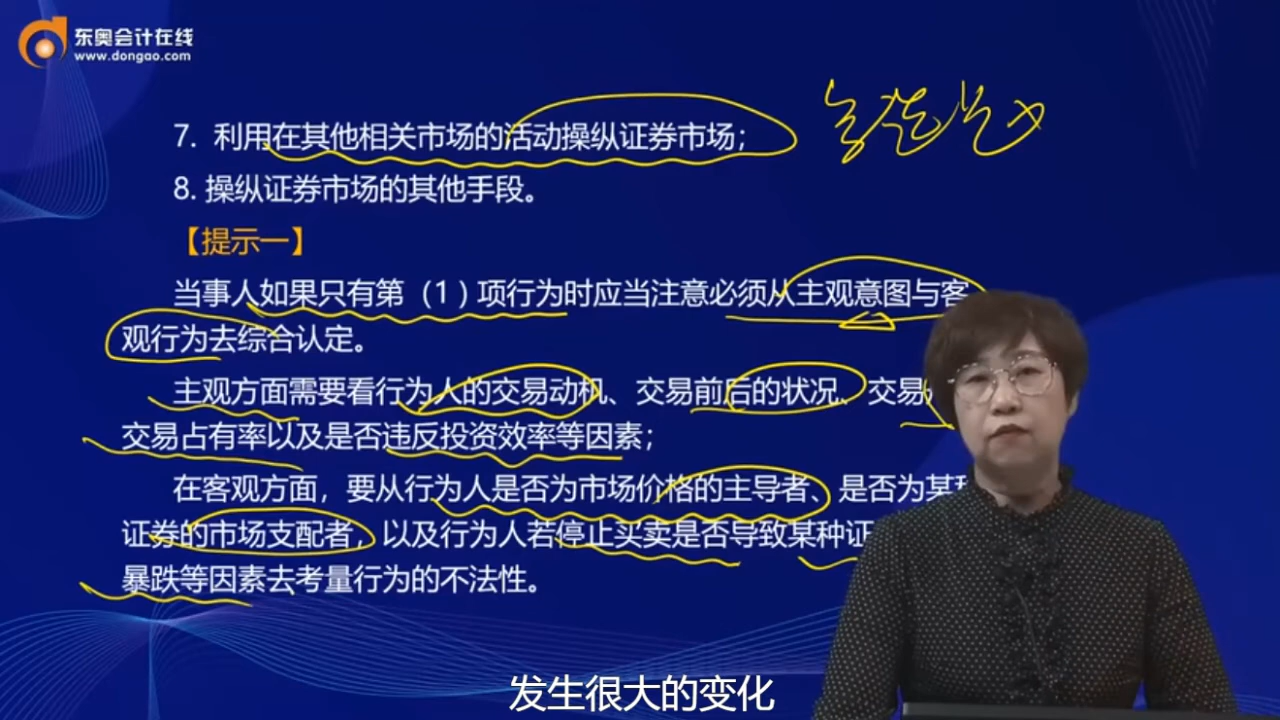 东奥会计在线
www.dongao.com
7. 利用在其他相关市场的活动操纵证券市场；
8. 操纵证券市场的其他手段。
【提示一】
当事人如果只有第（1）项行为时应当注意必须从主观意图与客
观行为去综合认定。
主观方面需要看行为人的交易动机、交易前后的状况、交易
交易占有率以及是否违反投资效率等因素；
在客观方面，要从行为人是否为市场价格的主导者、是否为某
证券的市场支配者，以及行为人若停止买卖是否导致某种证
暴跌等因素去考量行为的不法性。
发生很大的变化